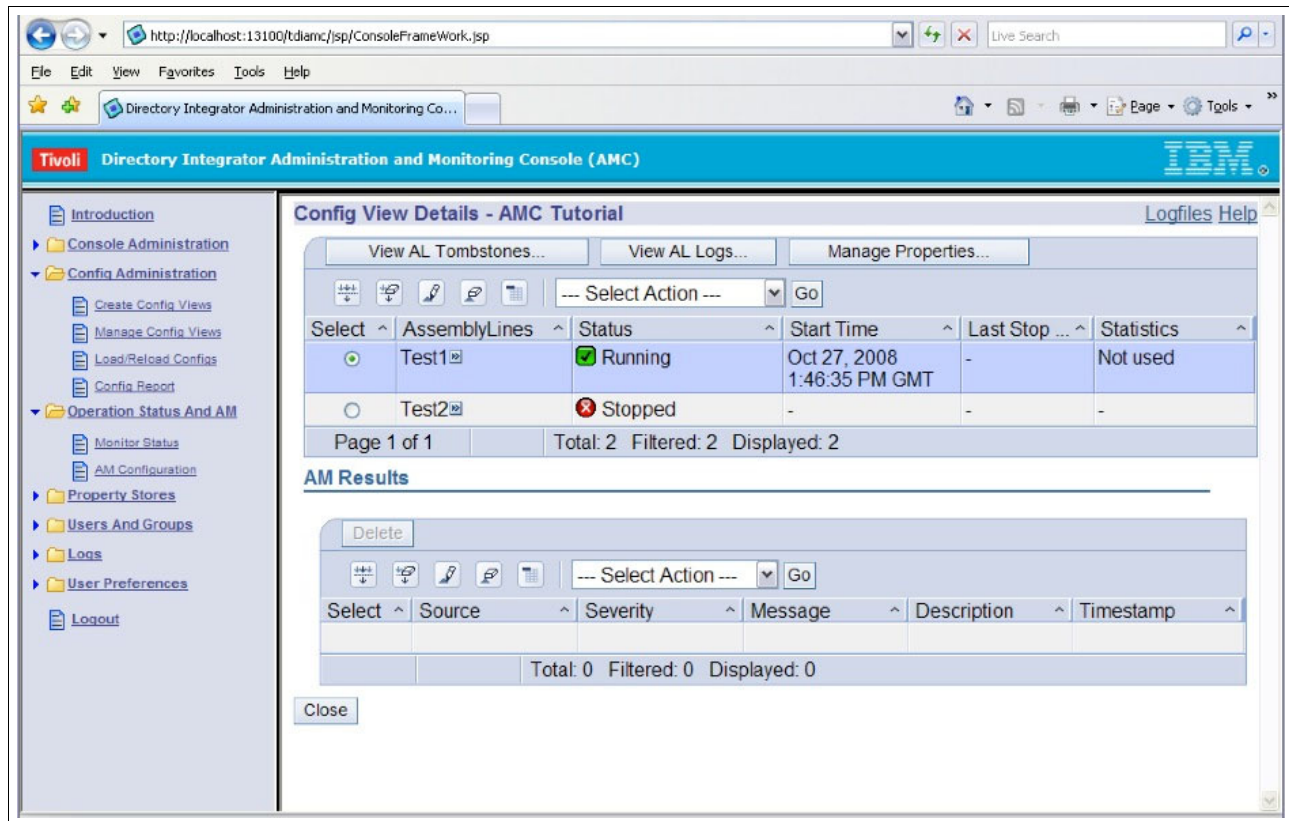 http://localhost:13100/tdiamc/jsp/ConsoleFrameWork.jsp
Live Search
File Edit View Favorites Tools Help
Directory Integrator Administration and Monitoring Co...
Page Tools
Tivoli Directory Integrator Administration and Monitoring Console (AMC)
IBM
Introduction
Console Administration
Config Administration
Create Config Views
Manage Config Views
Load/Reload Configs
Config Report
Operation Status And AM
Monitor Status
AM Configuration
Property Stores
Users And Groups
Logs
User Preferences
Logout
Config View Details - AMC Tutorial
Logfiles Help
View AL Tombstones... View AL Logs... Manage Properties...
--- Select Action --- Go
Select AssemblyLines Status Start Time Last Stop ... Statistics
Test1 Running Oct 27, 2008 - Not used
1:46:35 PM GMT
Test2 Stopped - - -
Page 1 of 1 Total: 2 Filtered: 2 Displayed: 2
AM Results
Delete
--- Select Action --- Go
Select Source Severity Message Description Timestamp
Total: 0 Filtered: 0 Displayed: 0
Close